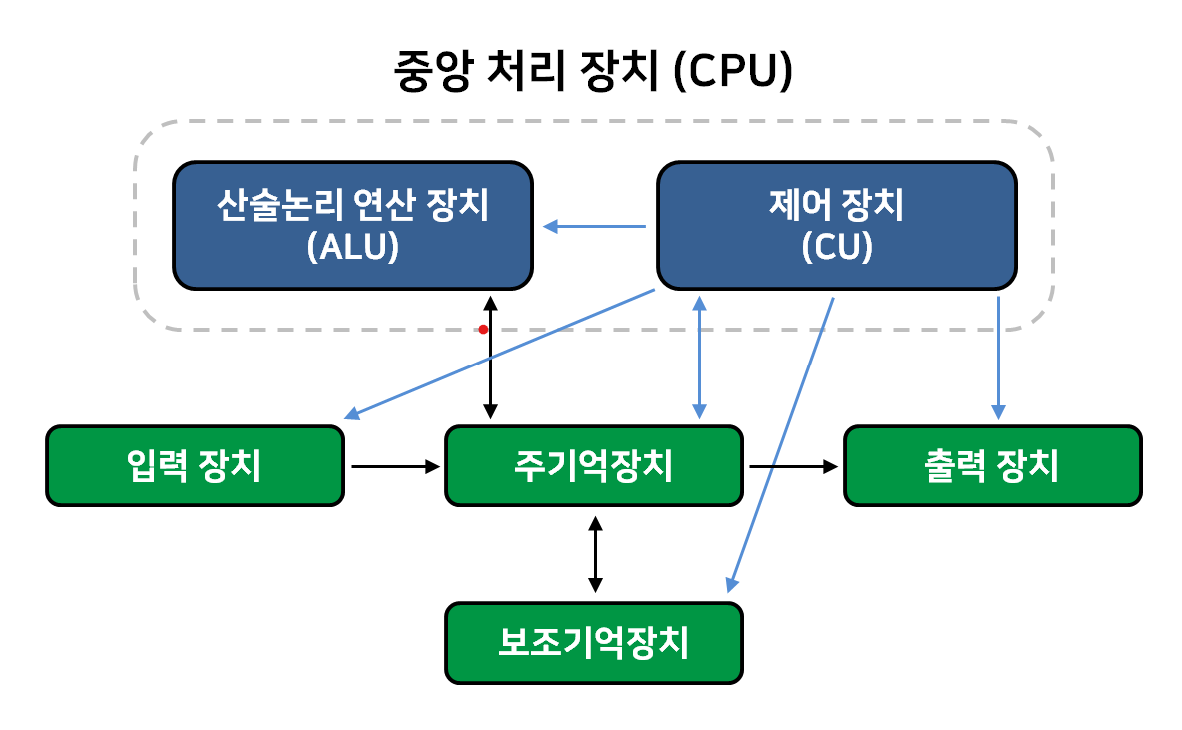 중앙 처리 장치 (CPU)
산술논리 연산 장치
(ALU)
제어 장치
(CU)
입력 장치
주기억장치
출력 장치
보조기억장치